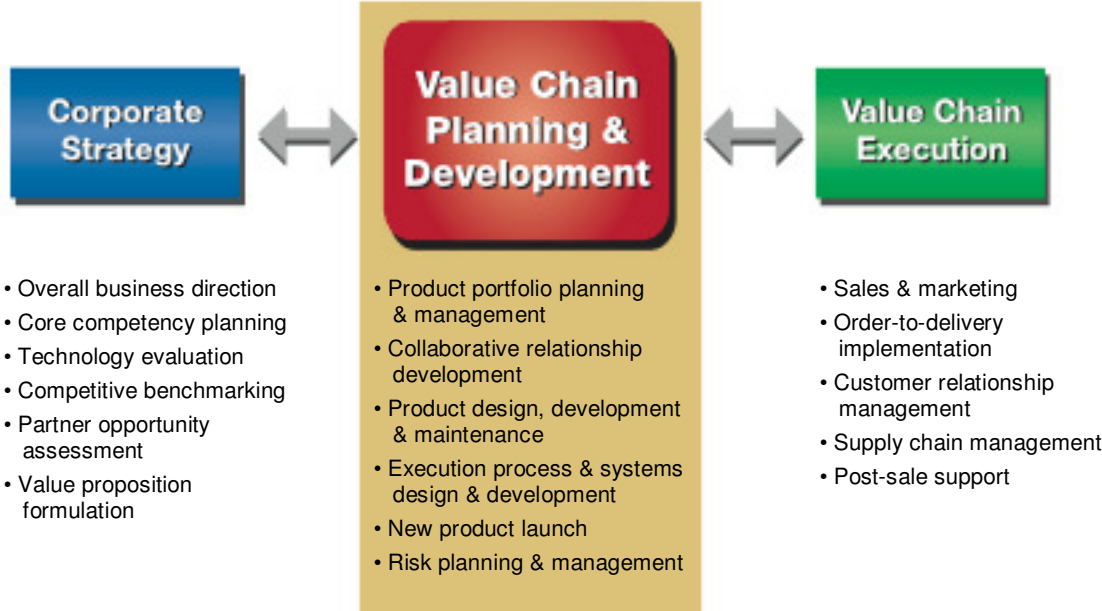 Corporate
Strategy
• Overall business direction
• Core competency planning
• Technology evaluation
• Competitive benchmarking
• Partner opportunity
assessment
• Value proposition
formulation
Value Chain
Planning &
Development
• Product portfolio planning
& management
• Collaborative relationship
development
• Product design, development
& maintenance
• Execution process & systems
design & development
• New product launch
• Risk planning & management
Value Chain
Execution
• Sales & marketing
• Order-to-delivery
implementation
• Customer relationship
management
• Supply chain management
• Post-sale support